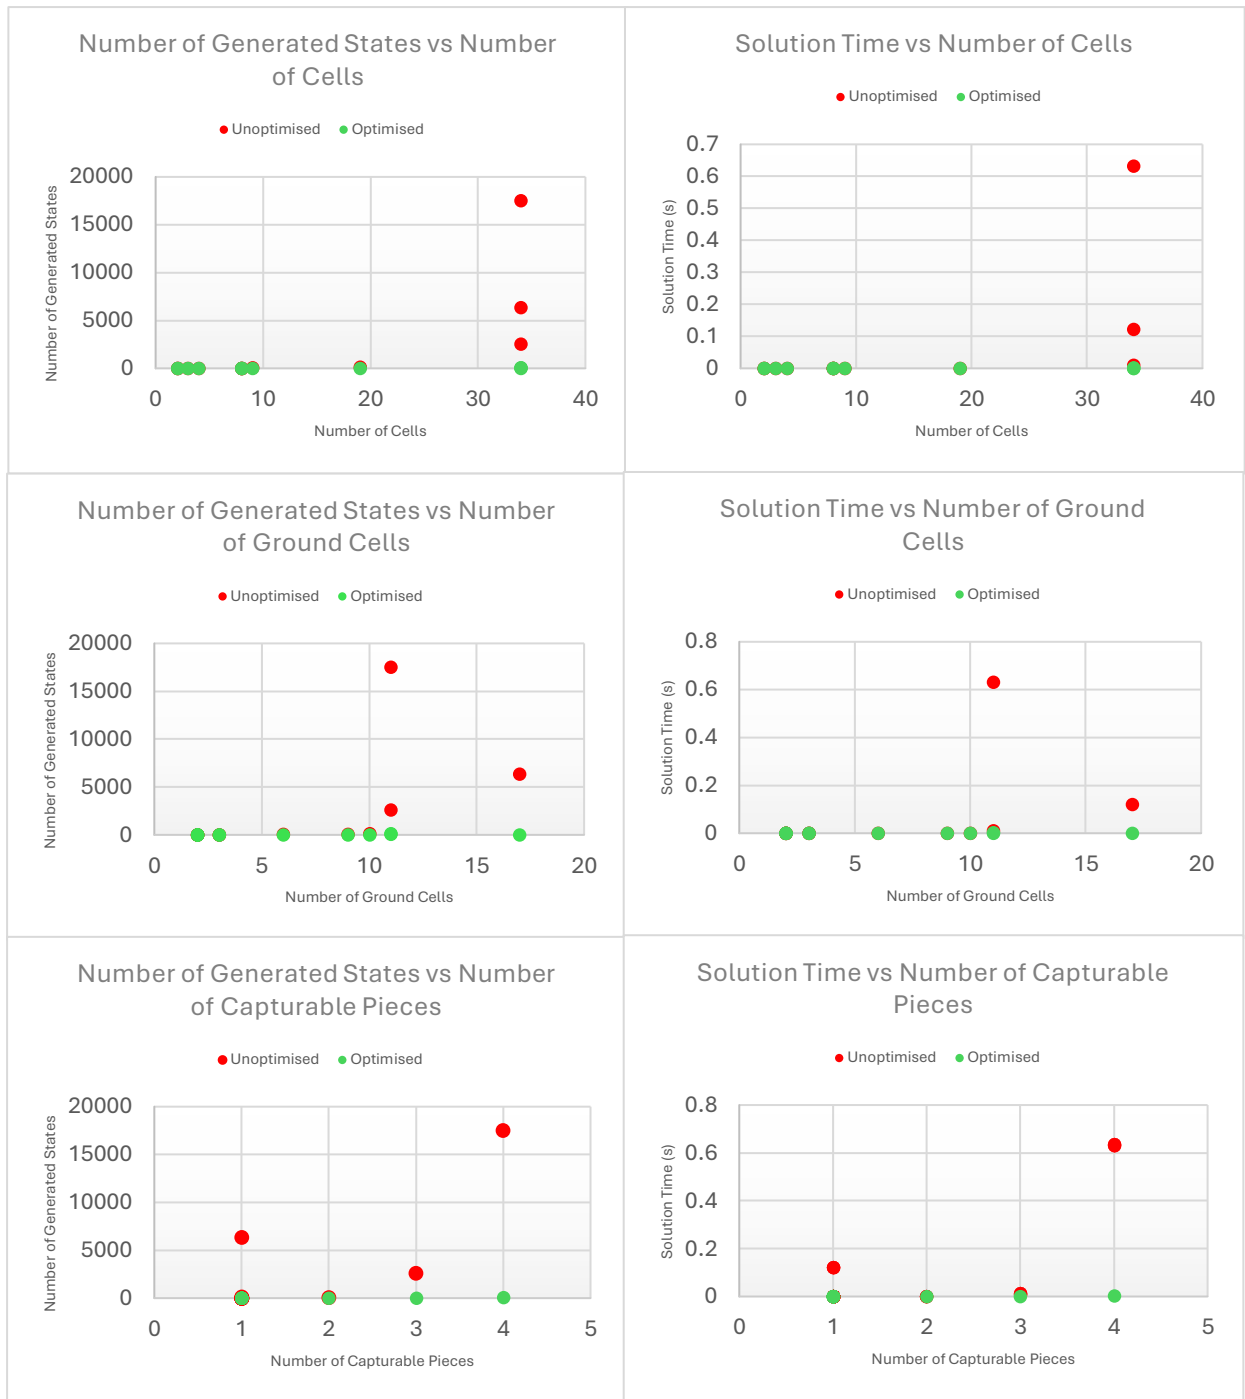 Number of Generated States vs Number
of Cells
Unoptimised Optimised
Number of Generated States
20000
15000
10000
5000
0
0 10 20 30 40
Number of Cells
Solution Time vs Number of Cells
Unoptimised Optimised
Solution Time (s)
0.7
0.6
0.5
0.4
0.3
0.2
0.1
0
0 10 20 30 40
Number of Cells
Number of Generated States vs Number
of Ground Cells
Unoptimised Optimised
Number of Generated States
20000
15000
10000
5000
0
0 5 10 15 20
Number of Ground Cells
Solution Time vs Number of Ground
Cells
Unoptimised Optimised
Solution Time (s)
0.8
0.6
0.4
0.2
0
0 5 10 15 20
Number of Ground Cells
Number of Generated States vs Number
of Capturable Pieces
Unoptimised Optimised
Number of Generated States
20000
15000
10000
5000
0
0 1 2 3 4 5
Number of Capturable Pieces
Solution Time vs Number of Capturable
Pieces
Unoptimised Optimised
Solution Time (s)
0.8
0.6
0.4
0.2
0
0 1 2 3 4 5
Number of Capturable Pieces